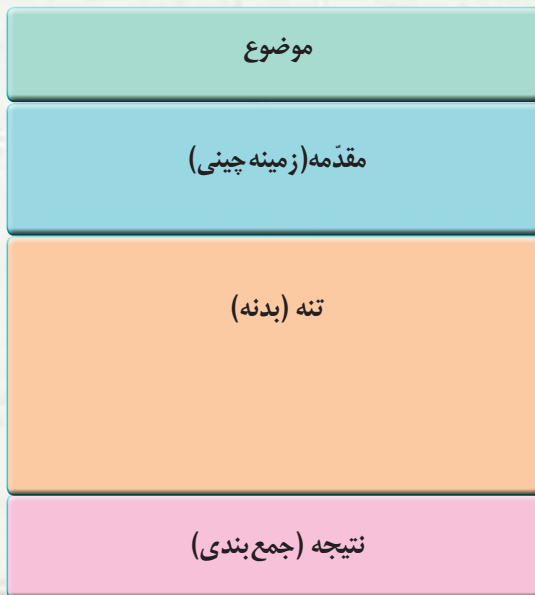 موضوع
مقدّمه(زمینه چینی)
تنه (بدنه)
نتیجه (جمع‌بندی)